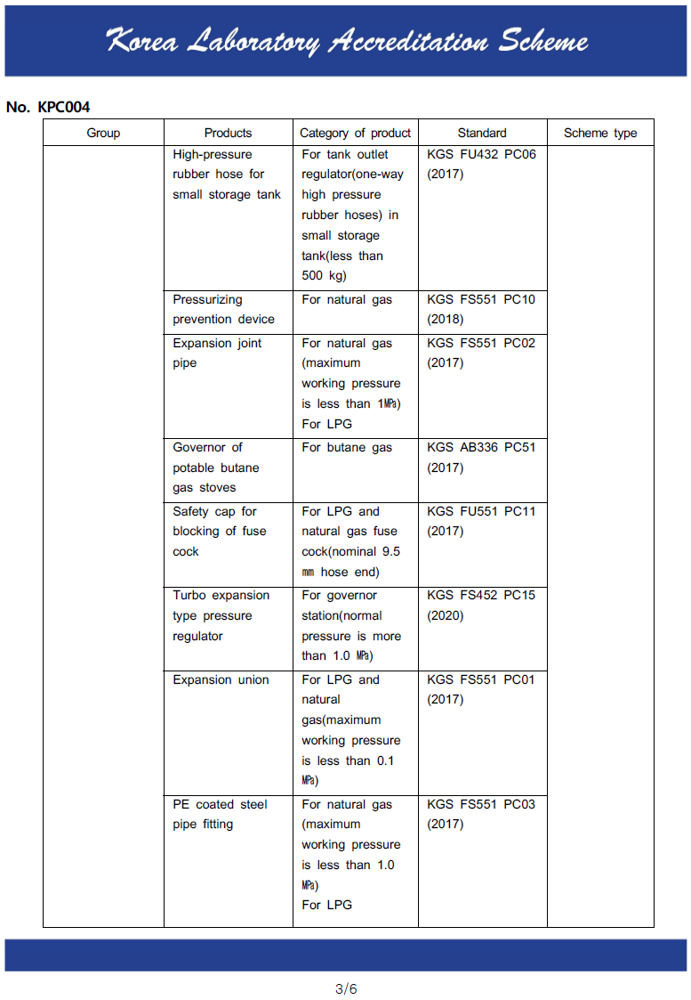 Korea Laboratory Accreditation Scheme
No. KPC004
Group Products Category of product Standard Scheme type
High-pressure
rubber hose for
small storage tank
For tank outlet
regulator(one-way
high pressure
rubber hoses) in
small storage
tank(less than
500 kg)
KGS FU432 PC06
(2017)
Pressurizing
prevention device
For natural gas
KGS FS551 PC10
(2018)
Expansion joint
pipe
For natural gas
(maximum
working pressure
is less than 1㎫)
For LPG
KGS FS551 PC02
(2017)
Governor of
potable butane
gas stoves
For butane gas
KGS AB336 PC51
(2017)
Safety cap for
blocking of fuse
cock
For LPG and
natural gas fuse
cock(nominal 9.5
㎜ hose end)
KGS FU551 PC11
(2017)
Turbo expansion
type pressure
regulator
For governor
station(normal
pressure is more
than 1.0 ㎫)
KGS FS452 PC15
(2020)
Expansion union
For LPG and
natural
gas(maximum
working pressure
is less than 0.1
㎫)
KGS FS551 PC01
(2017)
PE coated steel
pipe fitting
For natural gas
(maximum
working pressure
is less than 1.0
㎫)
For LPG
KGS FS551 PC03
(2017)
3/6